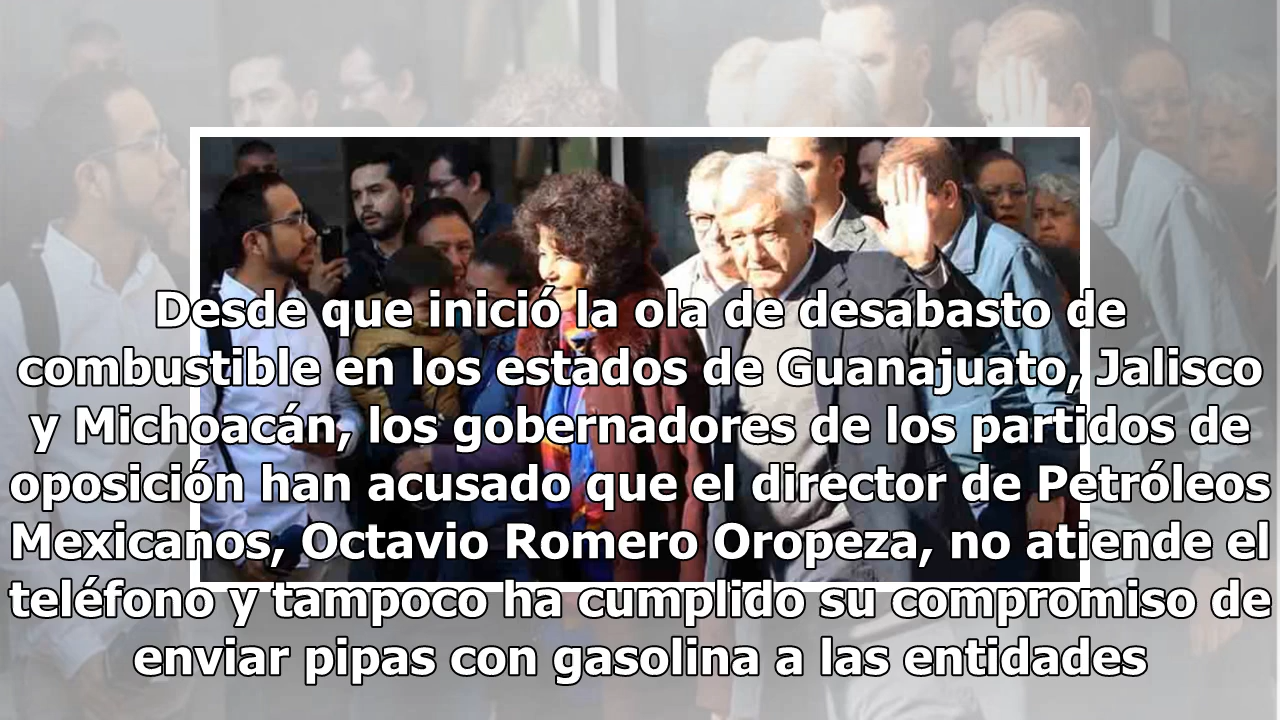 Desde que inició la ola de desabasto de
combustible en los estados de Guanajuato, Jalisco
y Michoacán, los gobernadores de los partidos de
oposición han acusado que el director de Petróleos
Mexicanos, Octavio Romero Oropeza, no atiende el
teléfono y tampoco ha cumplido su compromiso de
enviar pipas con gasolina a las entidades